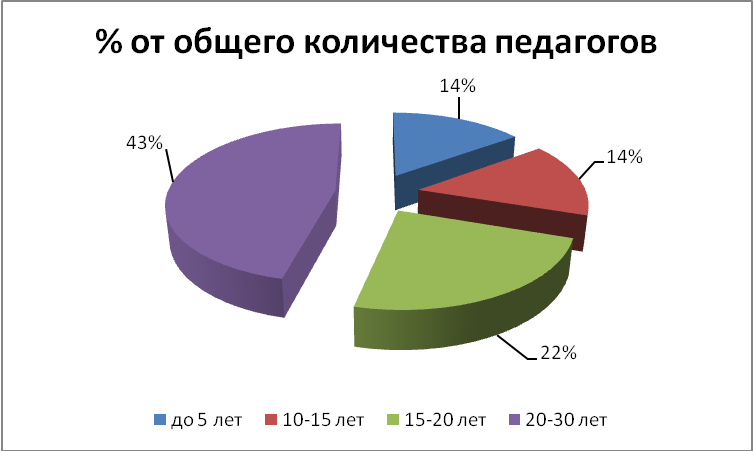 % от общего количества педагогов
14%
43%
14%
22%
до 5 лет 10-15 лет 15-20 лет 20-30 лет